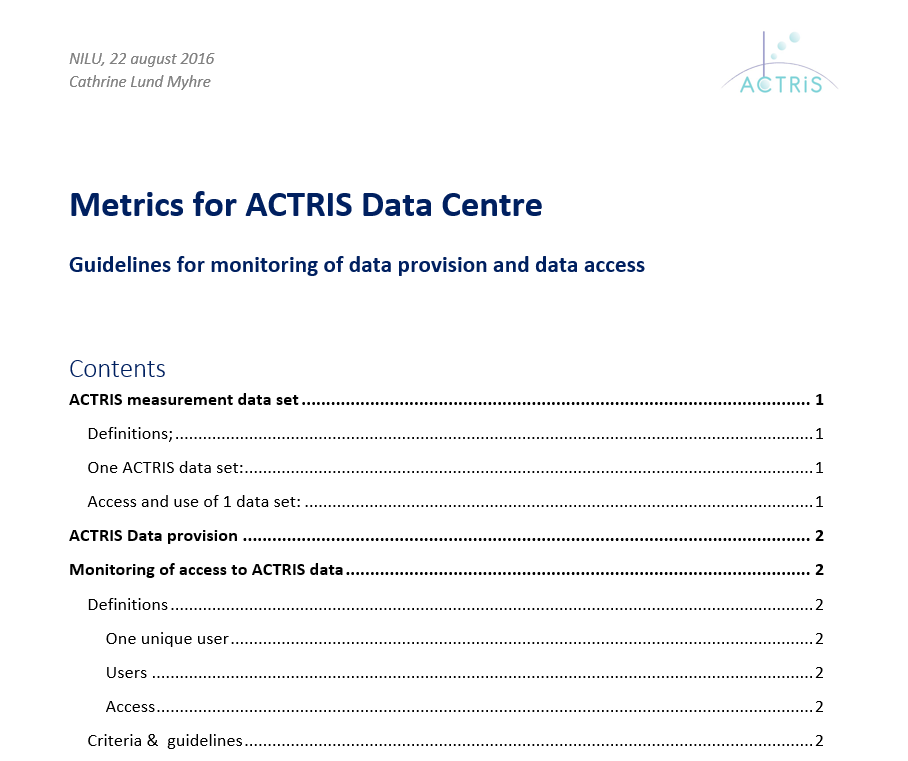 NILU, 22 august 2016
Cathrine Lund Myhre
ACTRiS
Metrics for ACTRIS Data Centre
Guidelines for monitoring of data provision and data access
Contents
ACTRIS measurement data set ........................................................................................................ 1
Definitions; ................................................................................................................................... 1
One ACTRIS data set: .................................................................................................................... 1
Access and use of 1 data set: ........................................................................................................ 1
ACTRIS Data provision .................................................................................................................... 2
Monitoring of access to ACTRIS data ............................................................................................... 2
Definitions .................................................................................................................................... 2
One unique user ........................................................................................................................ 2
Users ......................................................................................................................................... 2
Access ........................................................................................................................................ 2
Criteria &  guidelines ..................................................................................................................... 2